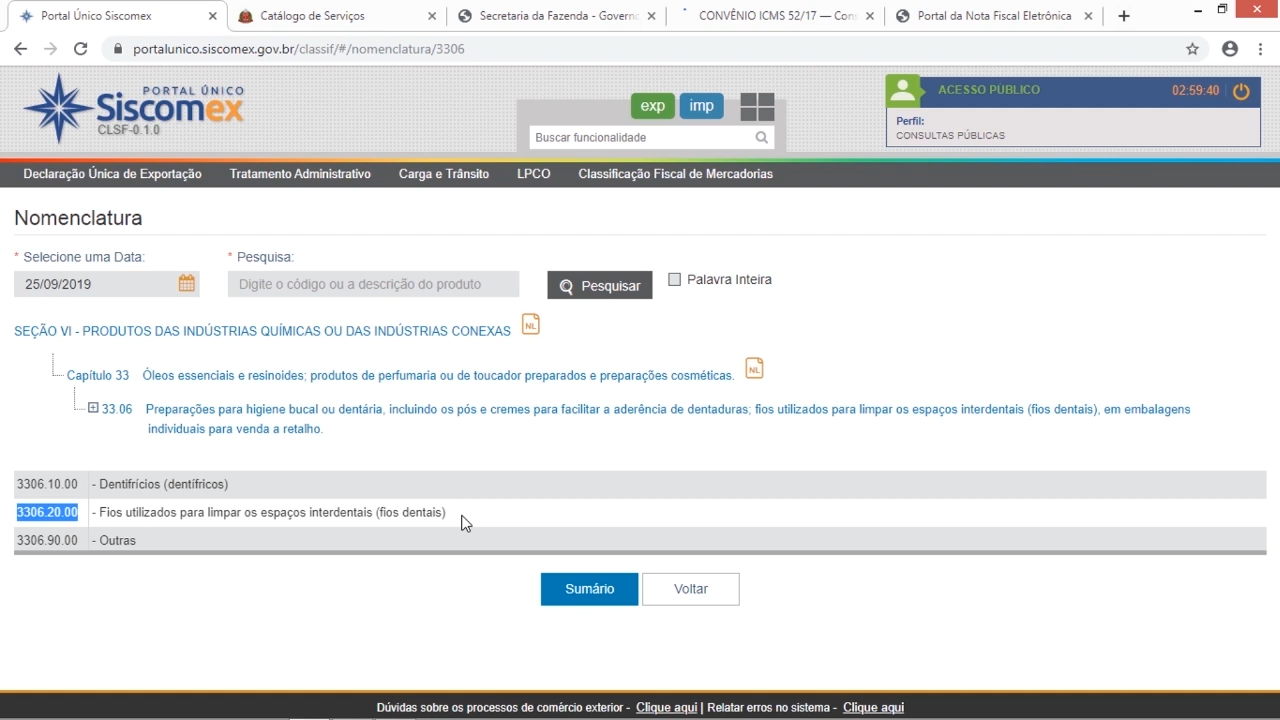 Portal Único Siscomex
Catálogo de Serviços
Secretaria da Fazenda - Governo
CONVÊNIO ICMS 52/17 — Con
Portal da Nota Fiscal Eletrônica
portalunico.siscomex.gov.br/classif/#/nomenclatura/3306
PORTAL ÚNICO
Siscomex
CLSF-0.1.0
exp
imp
Buscar funcionalidade
ACESSO PUBLICO
02:59:40
Perfil:
CONSULTAS PÚBLICAS
Declaração Única de Exportação
Tratamento Administrativo
Carga e Trânsito
LPCO
Classificação Fiscal de Mercadorias
Nomenclatura
* Selecione uma Data:
* Pesquisa:
25/09/2019
Digite o código ou a descrição do produto
Pesquisar
Palavra Inteira
SEÇÃO VI - PRODUTOS DAS INDÚSTRIAS QUÍMICAS OU DAS INDÚSTRIAS CONEXAS
NL
Capítulo 33 Óleos essenciais e resinoides; produtos de perfumaria ou de toucador preparados e preparações cosméticas.
NL
33.06 Preparações para higiene bucal ou dentária, incluindo os pós e cremes para facilitar a aderência de dentaduras; fios utilizados para limpar os espaços interdentais (fios dentais), em embalagens
individuais para venda a retalho.
3306.10.00 - Dentifrícios (dentífricos)
3306.20.00 - Fios utilizados para limpar os espaços interdentais (fios dentais)
3306.90.00 - Outras
Sumário
Voltar
Dúvidas sobre os processos de comércio exterior - Clique aqui | Relatar erros no sistema - Clique aqui